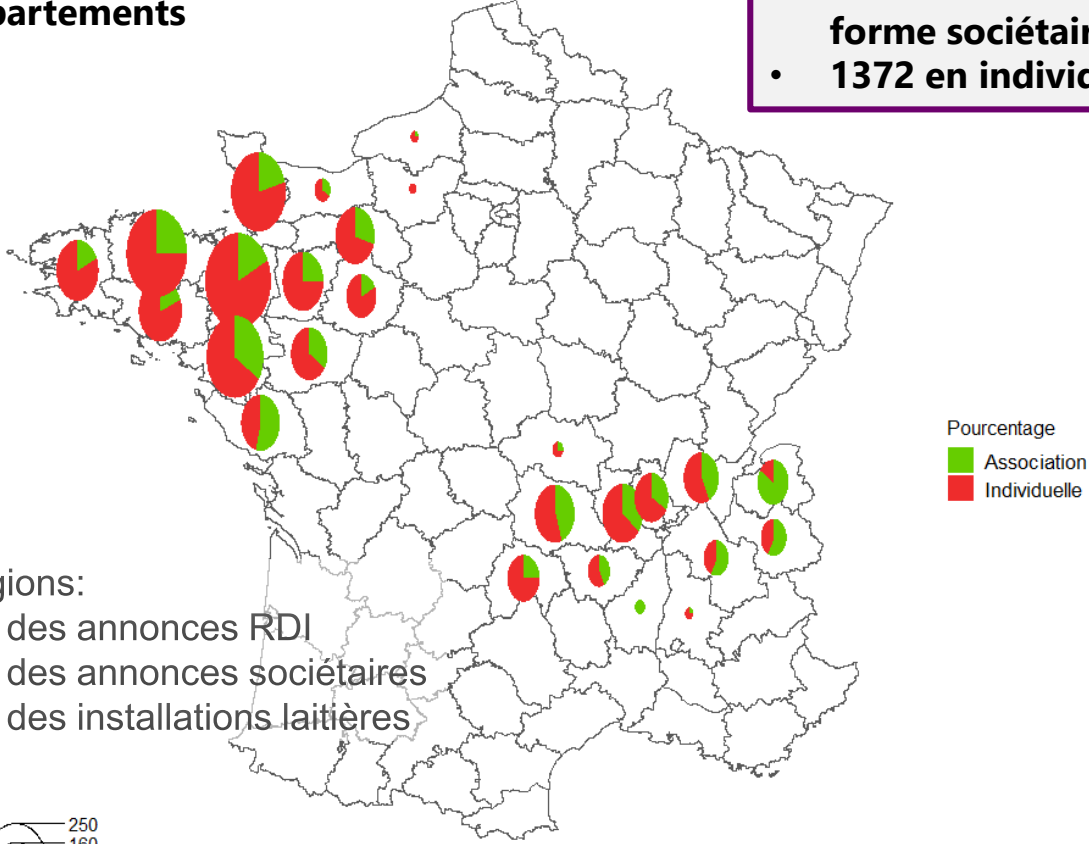 partements
forme sociétair
• 1372 en individ
Pourcentage
Association
Individuelle
gions:
des annonces RDI
des annonces sociétaires
des installations laitières
250
160